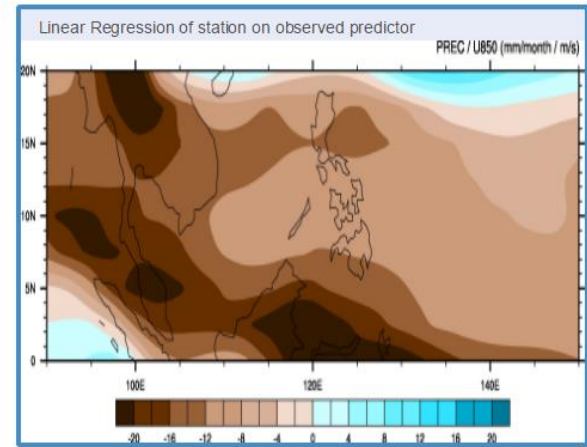 Linear Regression of station on observed predictor
PREC / U850 (mm/month / m/s)
20N
15N
10N
5N
0
100E 120E 140E
-20 -16 -12 -8 -4 0 4 8 12 16 20